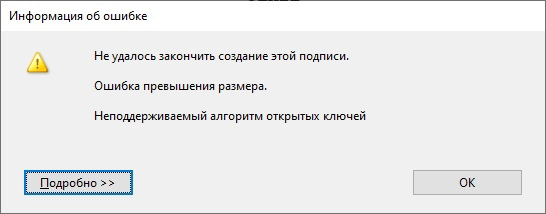 Информация об ошибке
Не удалось закончить создание этой подписи.
Ошибка превышения размера.
Неподдерживаемый алгоритм открытых ключей
Подробно >>
OK